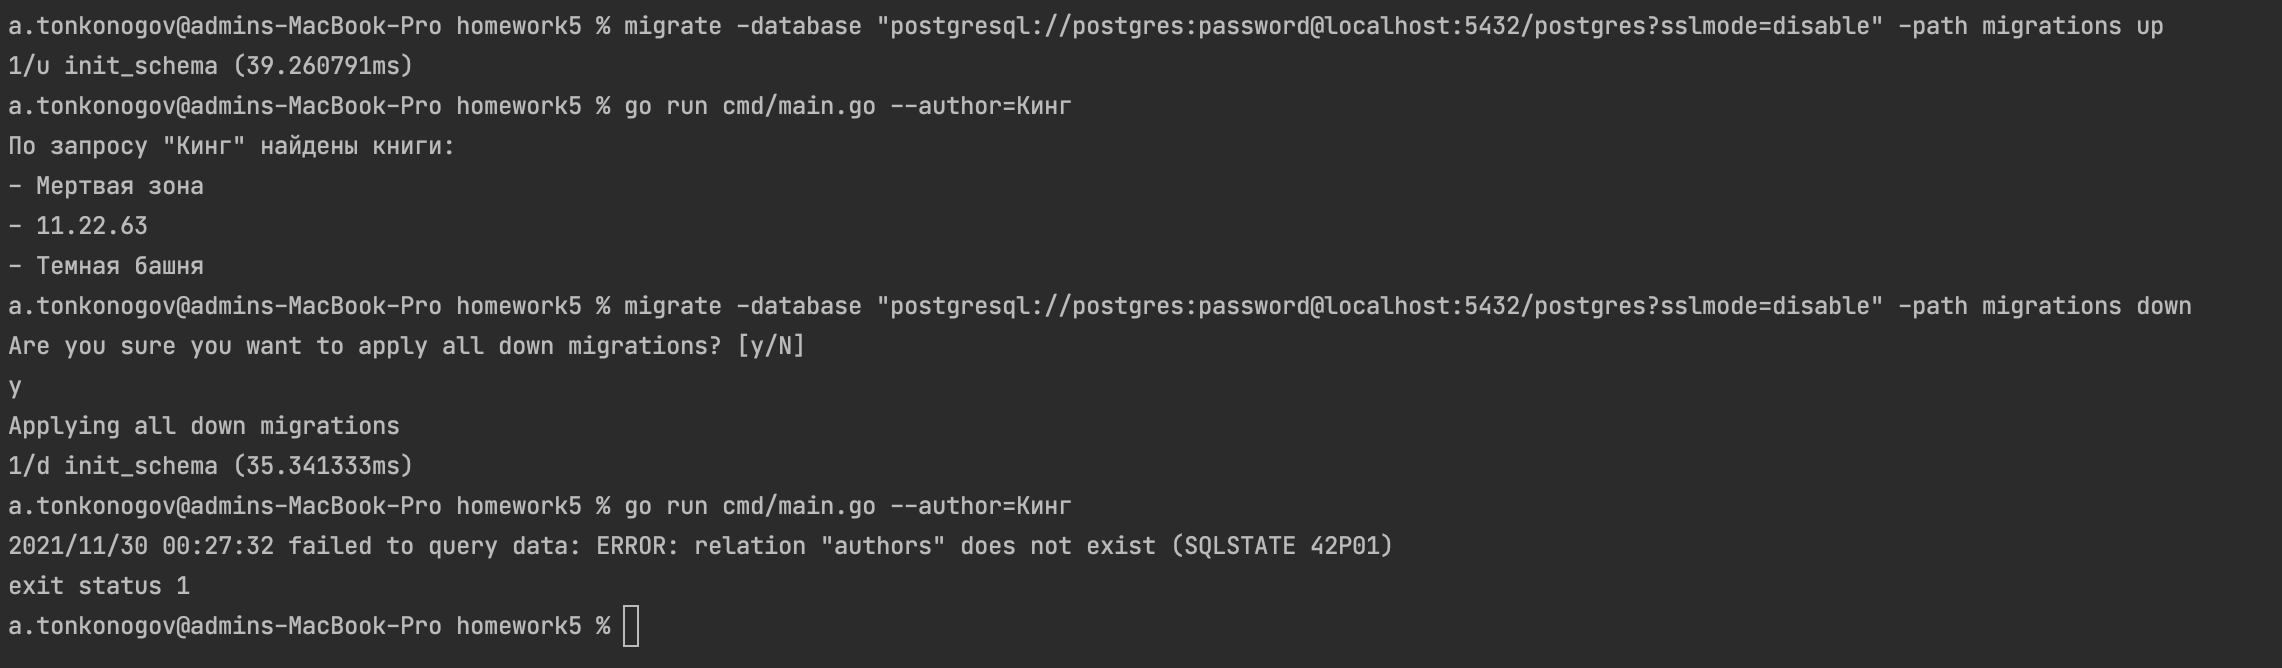 a.tonkonogov@admins-MacBook-Pro homework5 % migrate -database "postgresql://postgres:password@localhost:5432/postgres?sslmode=disable" -path migrations up
1/u init_schema (39.260791ms)
a.tonkonogov@admins-MacBook-Pro homework5 % go run cmd/main.go --author=Кинг
По запросу "Кинг" найдены книги:
- Мертвая зона
- 11.22.63
- Темная башня
a.tonkonogov@admins-MacBook-Pro homework5 % migrate -database "postgresql://postgres:password@localhost:5432/postgres?sslmode=disable" -path migrations down
Are you sure you want to apply all down migrations? [y/N]
y
Applying all down migrations
1/d init_schema (35.341333ms)
a.tonkonogov@admins-MacBook-Pro homework5 % go run cmd/main.go --author=Кинг
2021/11/30 00:27:32 failed to query data: ERROR: relation "authors" does not exist (SQLSTATE 42P01)
exit status 1
a.tonkonogov@admins-MacBook-Pro homework5 %